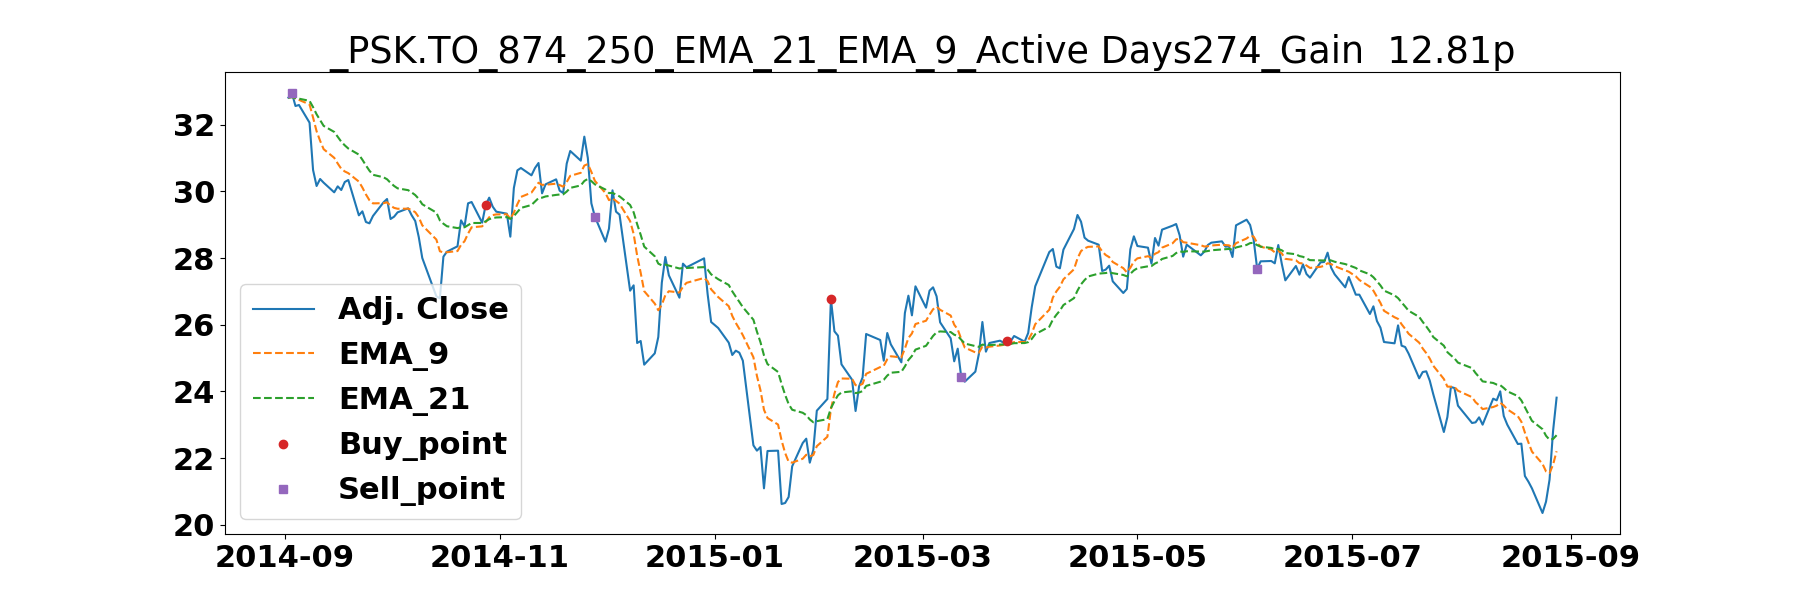 _PSK.TO_874_250_EMA_21_EMA_9_Active Days274_Gain  12.81p
32
30
28
26
24
22
20
Adj. Close
EMA_9
EMA_21
Buy_point
Sell_point
2014-09 2014-11 2015-01 2015-03 2015-05 2015-07 2015-09